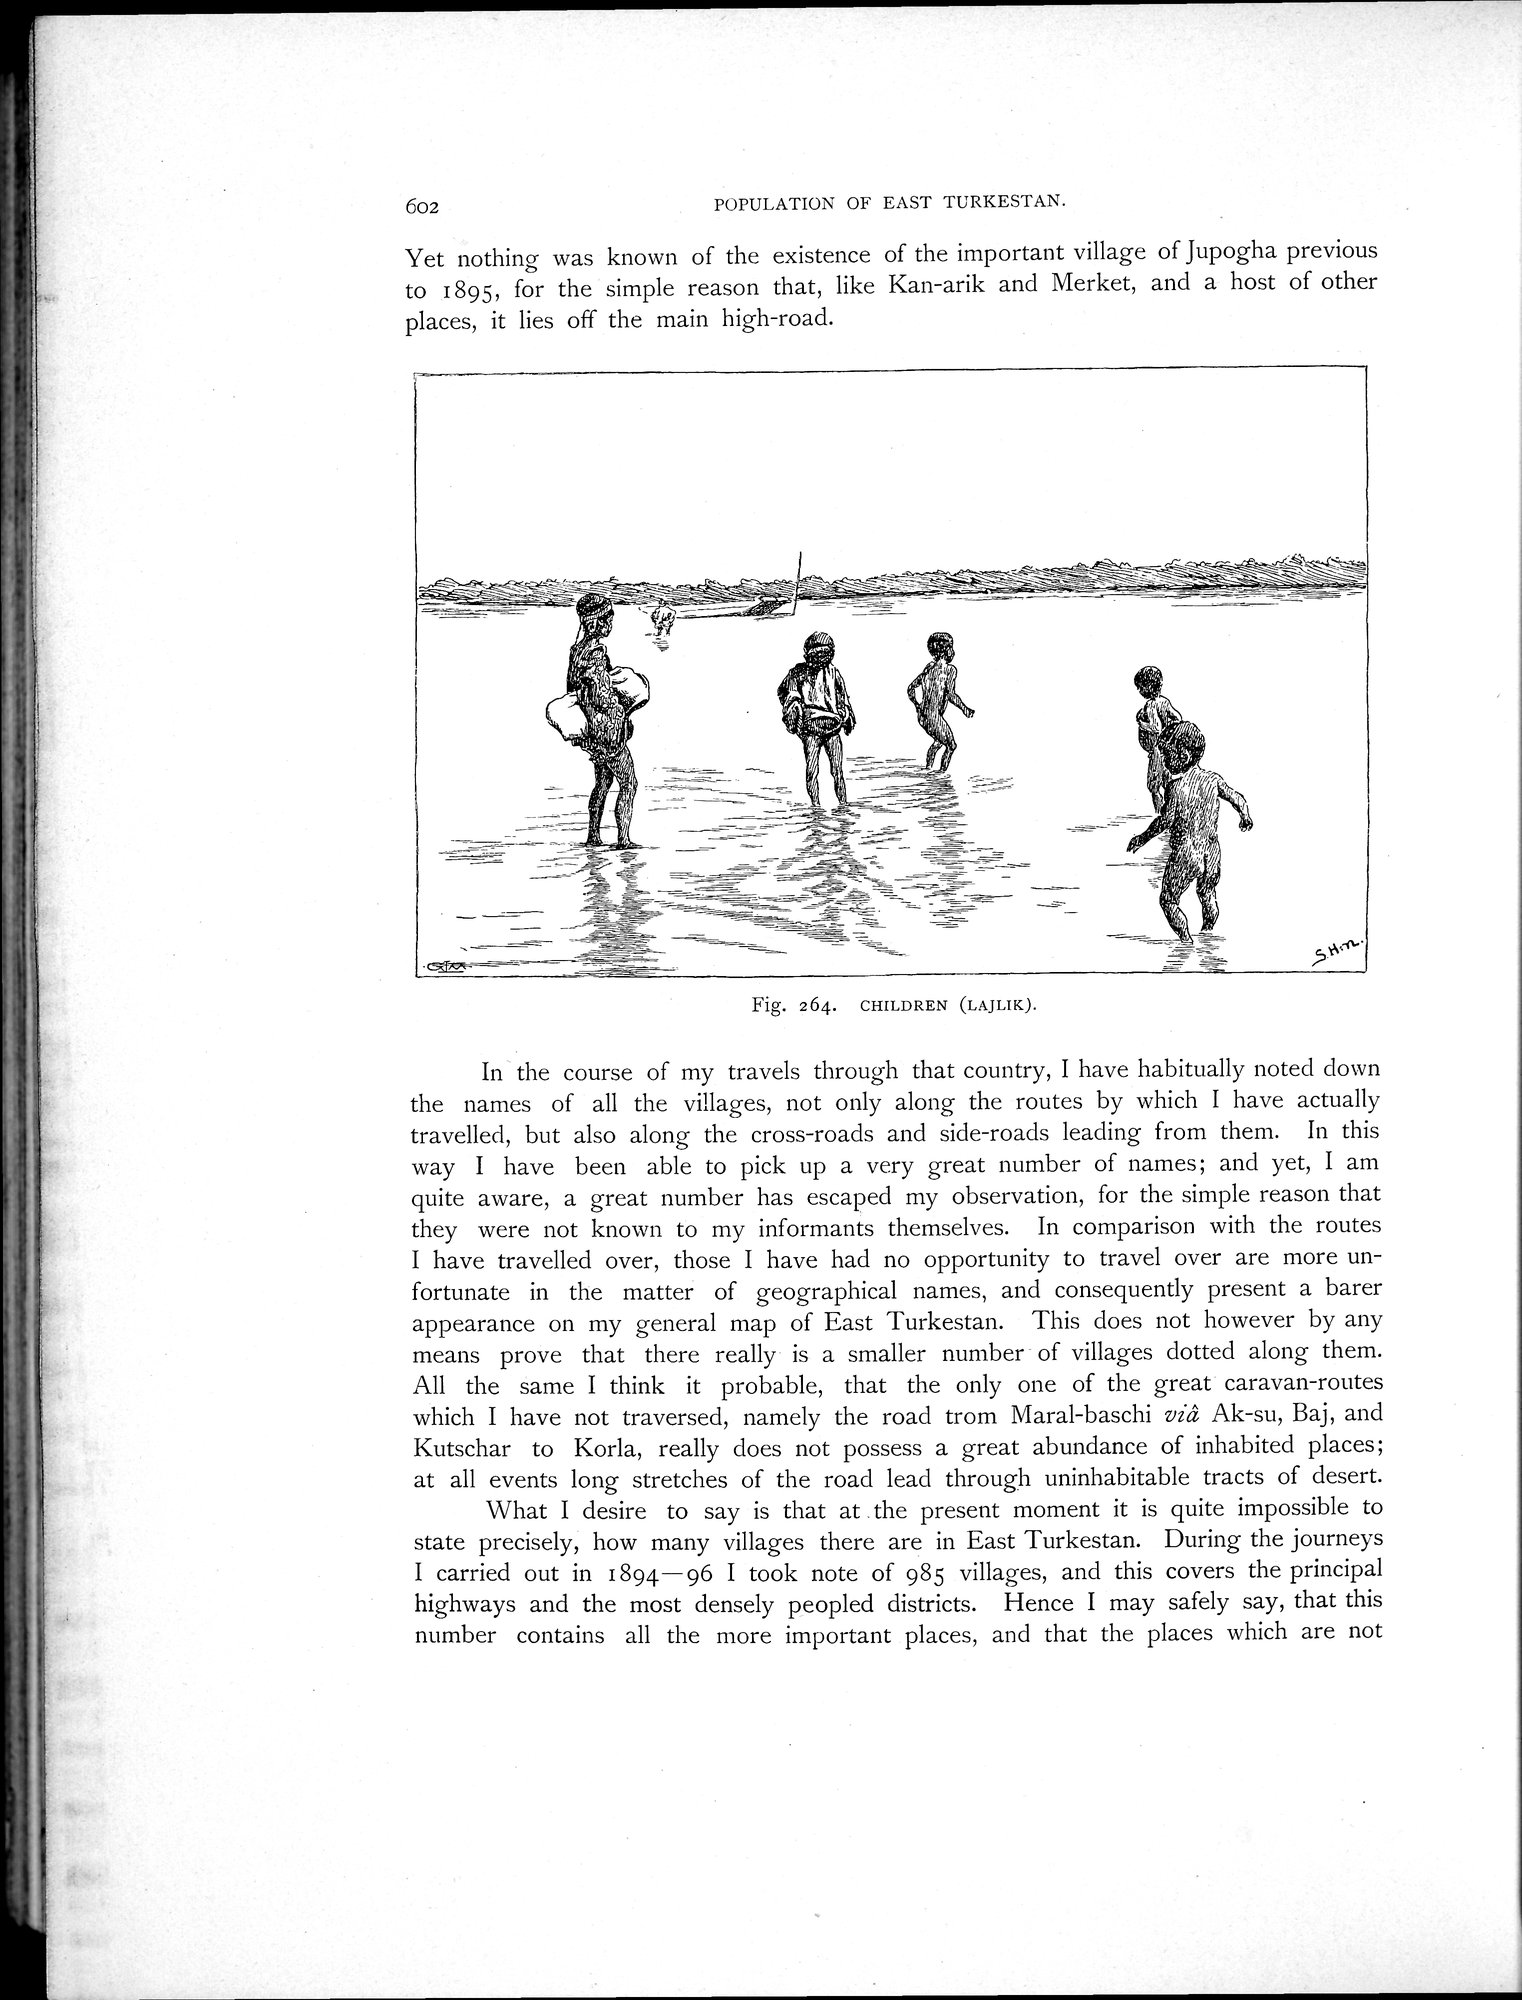 602
POPULATION OF EAST TURKESTAN.
Yet nothing was known of the existence of the important village of Jupogha previous
to 1895, for the simple reason that, like Kan-arik and Merket, and a host of other
places, it lies off the main high-road.
S.H-n.
Fig. 264. CHILDREN (LAJLIK).
In the course of my travels through that country, I have habitually noted down
the names of all the villages, not only along the routes by which I have actually
travelled, but also along the cross-roads and side-roads leading from them. In this
way I have been able to pick up a very great number of names; and yet, I am
quite aware, a great number has escaped my observation, for the simple reason that
they were not known to my informants themselves. In comparison with the routes
I have travelled over, those I have had no opportunity to travel over are more un-
fortunate in the matter of geographical names, and consequently present a barer
appearance on my general map of East Turkestan. This does not however by any
means prove that there really is a smaller number of villages dotted along them.
All the same I think it probable, that the only one of the great caravan-routes
which I have not traversed, namely the road trom Maral-baschi viâ Ak-su, Baj, and
Kutschar to Korla, really does not possess a great abundance of inhabited places;
at all events long stretches of the road lead through uninhabitable tracts of desert.
What I desire to say is that at the present moment it is quite impossible to
state precisely, how many villages there are in East Turkestan. During the journeys
I carried out in 1894—96 I took note of 985 villages, and this covers the principal
highways and the most densely peopled districts. Hence I may safely say, that this
number contains all the more important places, and that the places which are not